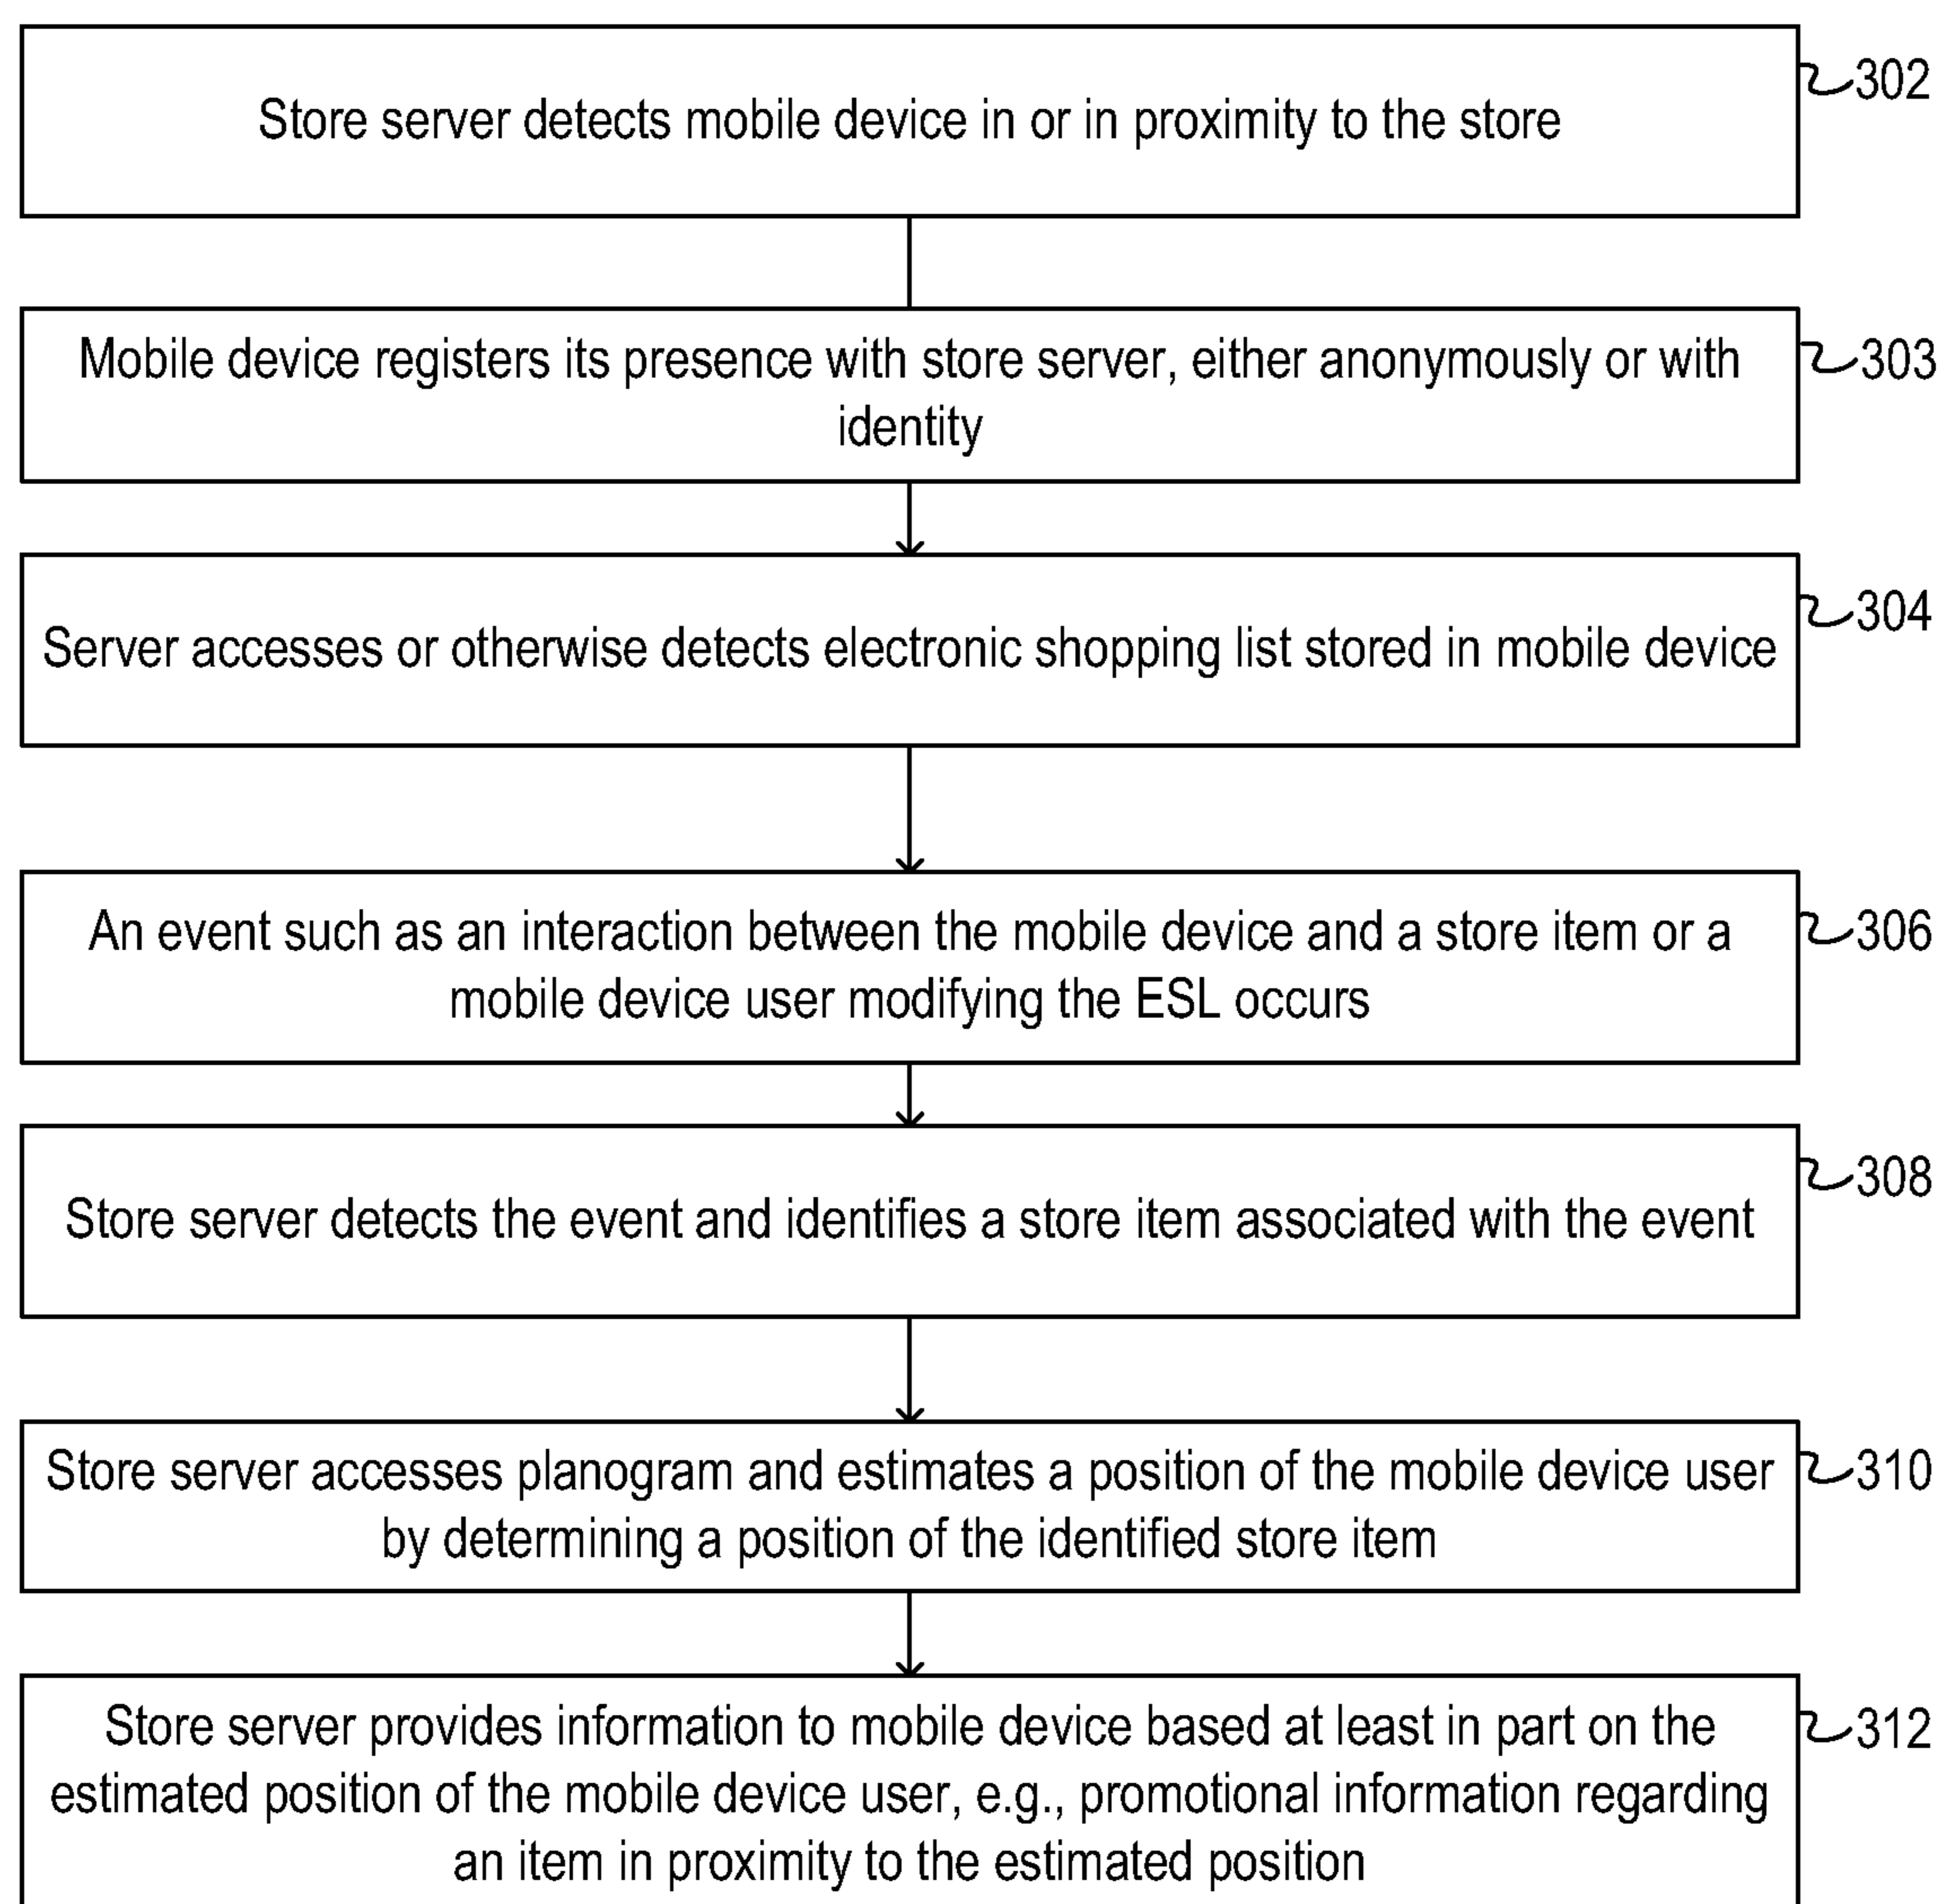 Store server detects mobile device in or in proximity to the store
302
Mobile device registers its presence with store server, either anonymously or with
identity
303
Server accesses or otherwise detects electronic shopping list stored in mobile device
304
An event such as an interaction between the mobile device and a store item or a
mobile device user modifying the ESL occurs
306
Store server detects the event and identifies a store item associated with the event
308
Store server accesses planogram and estimates a position of the mobile device user
by determining a position of the identified store item
310
Store server provides information to mobile device based at least in part on the
estimated position of the mobile device user, e.g., promotional information regarding
an item in proximity to the estimated position
312